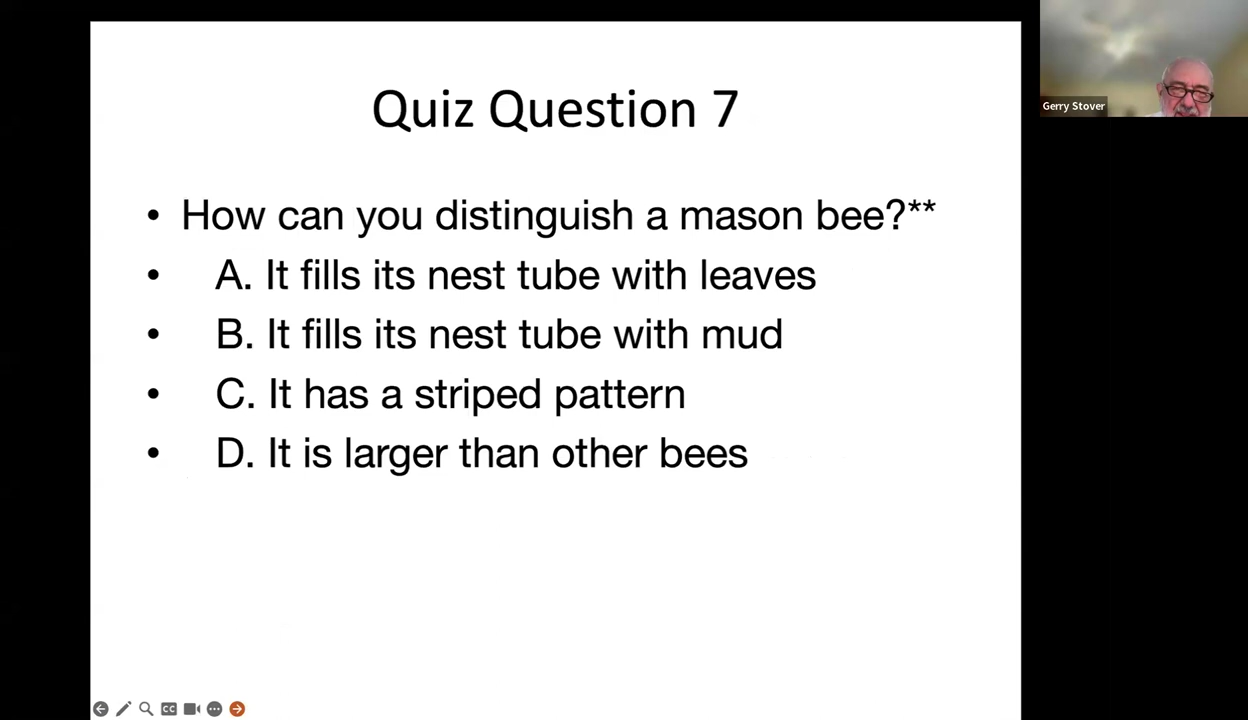 Quiz Question 7
• How can you distinguish a mason bee?**
• A. It fills its nest tube with leaves
• B. It fills its nest tube with mud
• C. It has a striped pattern
• D. It is larger than other bees
Gerry Stover
CC